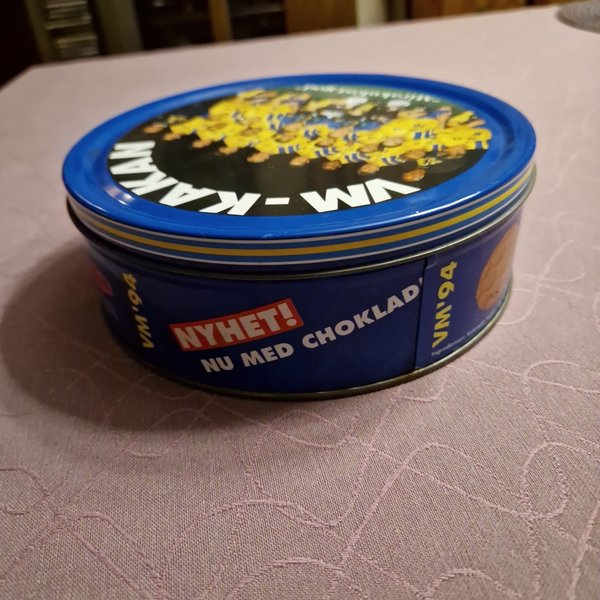 VM - KAKAN
VM'94
NYHET!
NU MED CHOKLAD
VM'94